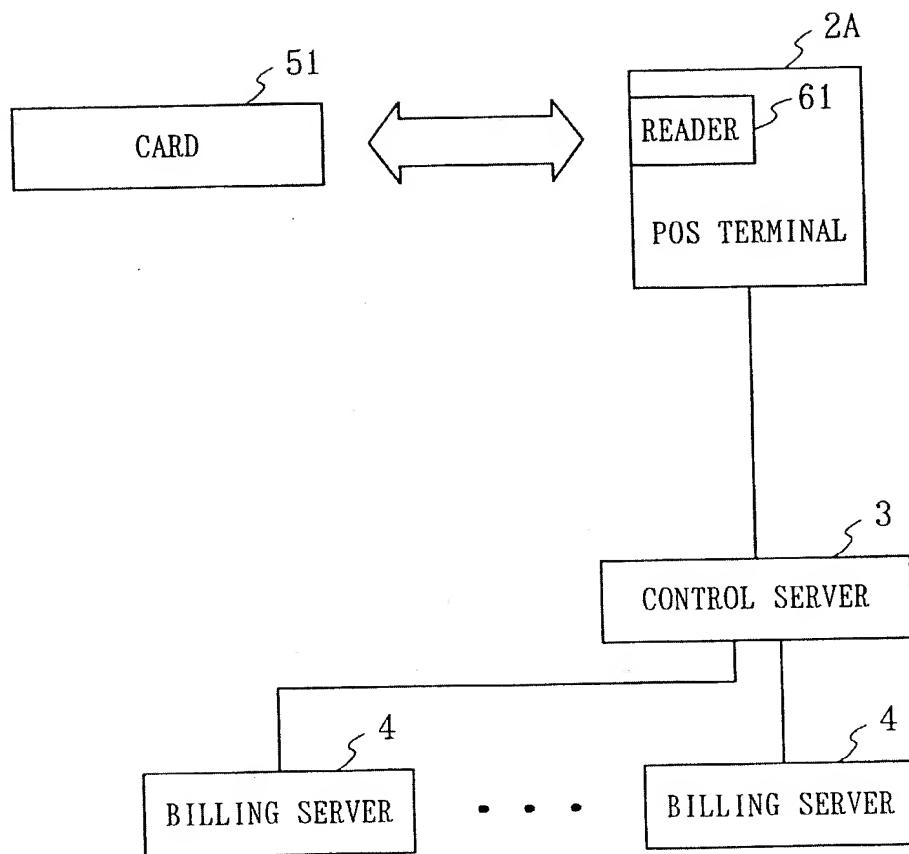 2A
51
61
CARD
READER
POS TERMINAL
3
CONTROL SERVER
4
4
BILLING SERVER
BILLING SERVER